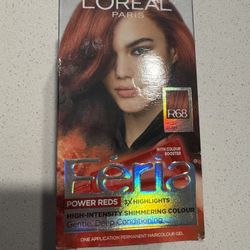 L'ORÉAL
PARIS
R68
WITH COLOUR
BOOSTER
Féria
POWER REDS 3X HIGHLIGHTS
HIGH-INTENSITY SHIMMERING COLOUR
Gentle, Deep Conditioning
ONE APPLICATION PERMANENT HAIRCOLOUR GEL